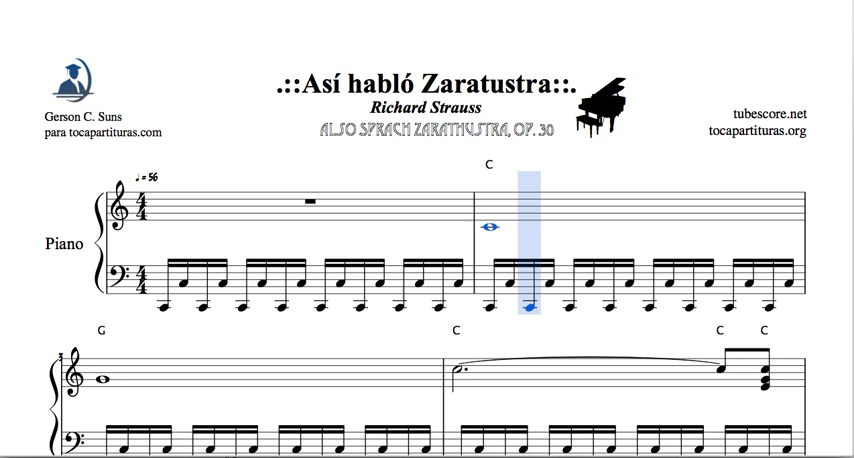 .::Así habló Zaratustra::.
Richard Strauss
ALSO SPRACH ZARATHUSTRA, OP. 30
Gerson C. Suns
para tocapartituras.com
tubescore.net
tocapartituras.org
♩= 56
C
Piano
G
C
C
C
3